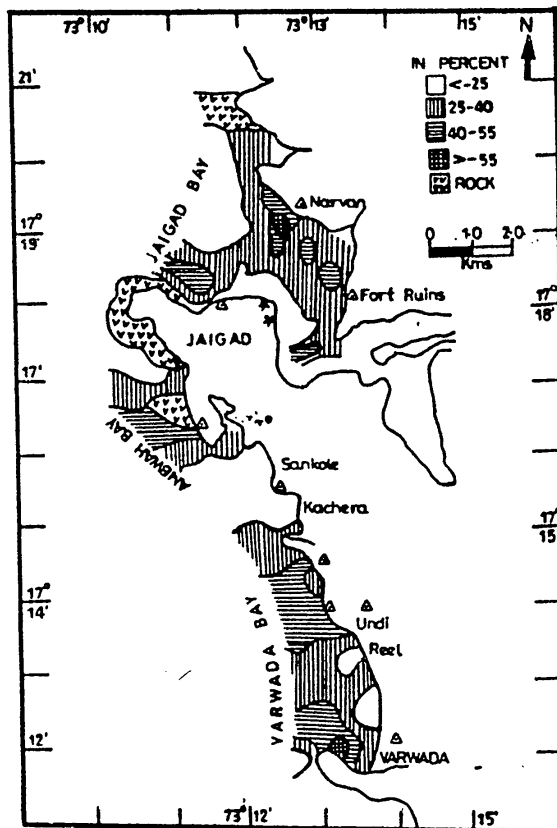 73° 10' 73° 13' 15'
N
IN PERCENT
<-25
25-40
40-55
>-55
ROCK
21'
JAIGAD BAY
Narvan
17°
19'
0 1.0 2.0
Kms
Fort Ruins
17°
18'
JAIGAD
17'
AMBWAH BAY
Sankole
Kachera
17°
15
17°
14'
Undi
Reel
VARWADA BAY
12'
VARWADA
73° 12' 15'